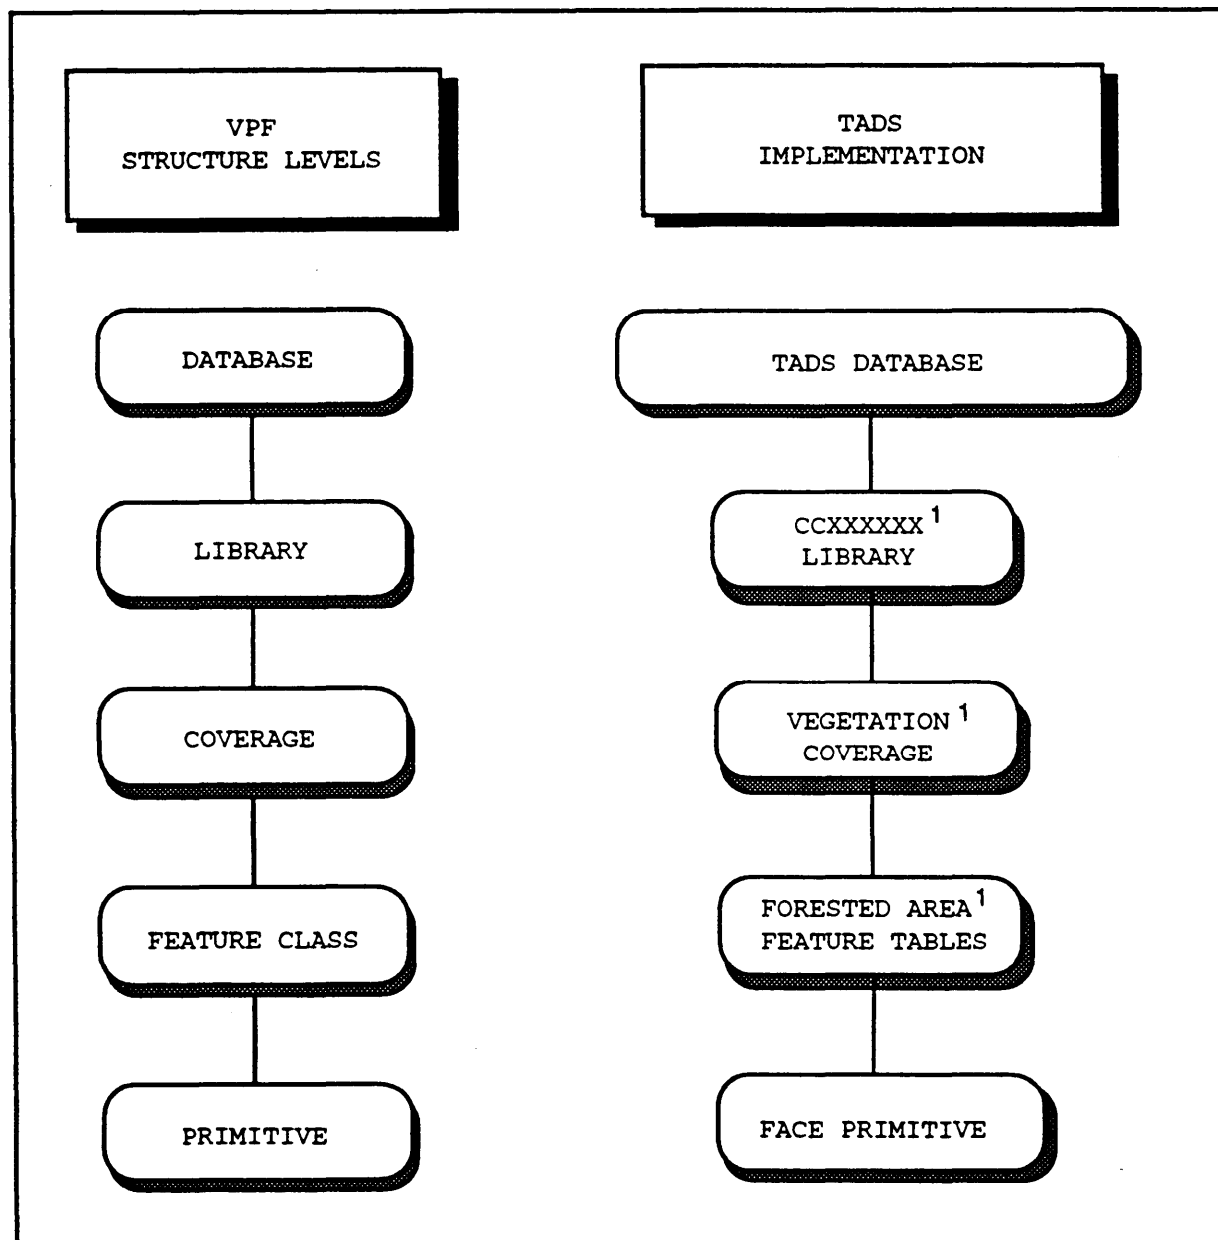 VPF
STRUCTURE LEVELS
TADS
IMPLEMENTATION
DATABASE
LIBRARY
COVERAGE
FEATURE CLASS
PRIMITIVE
TADS DATABASE
CCXXXXXX 1
LIBRARY
VEGETATION 1
COVERAGE
FORESTED AREA 1
FEATURE TABLES
FACE PRIMITIVE